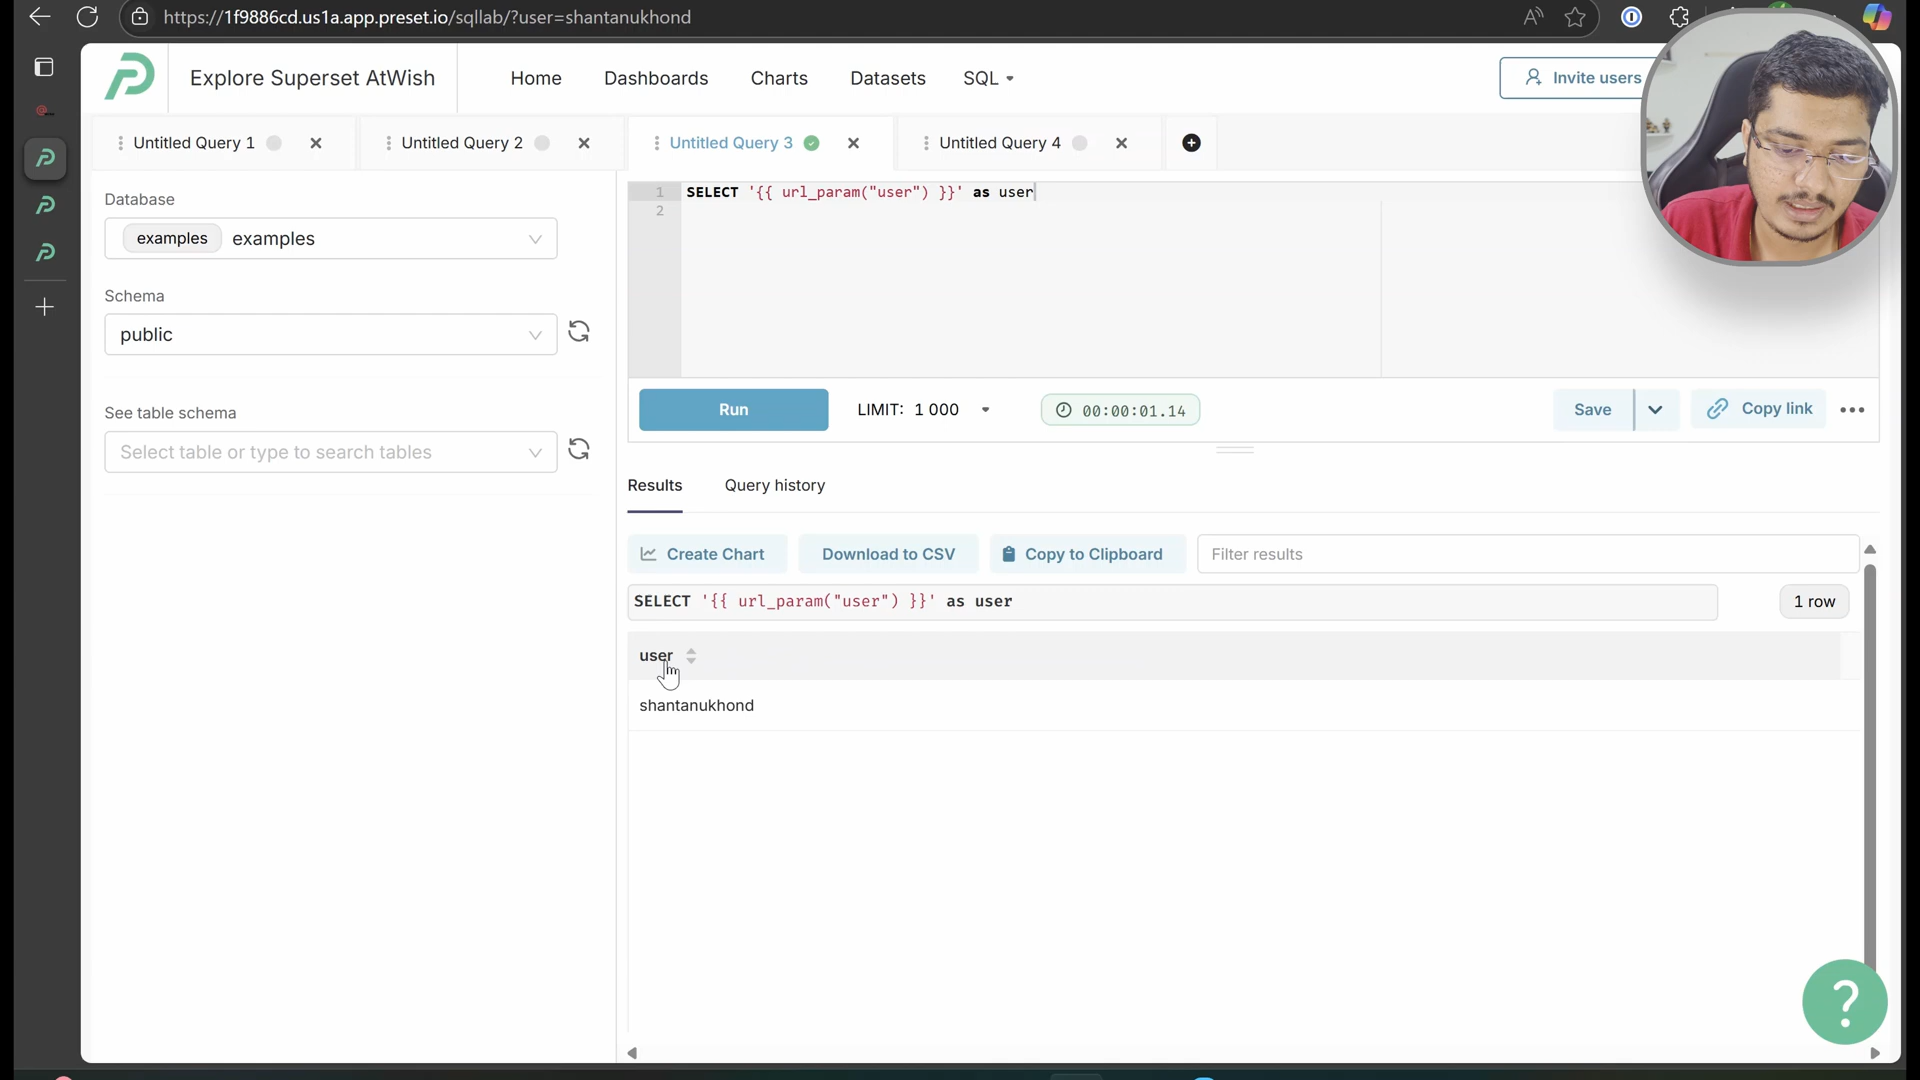 https://1f9886cd.us1a.app.preset.io/sqllab/?user=shantanukhond
Explore Superset AtWish
Home
Dashboards
Charts
Datasets
SQL
Invite users
Untitled Query 1
Untitled Query 2
Untitled Query 3
Untitled Query 4
Database
examples examples
Schema
public
See table schema
Select table or type to search tables
1 SELECT '{{ url_param("user") }}' as user
2
Run
LIMIT: 1 000
00:00:01.14
Save
Copy link
Results
Query history
Create Chart
Download to CSV
Copy to Clipboard
Filter results
SELECT '{{ url_param("user") }}' as user
1 row
user
shantanukhond
?